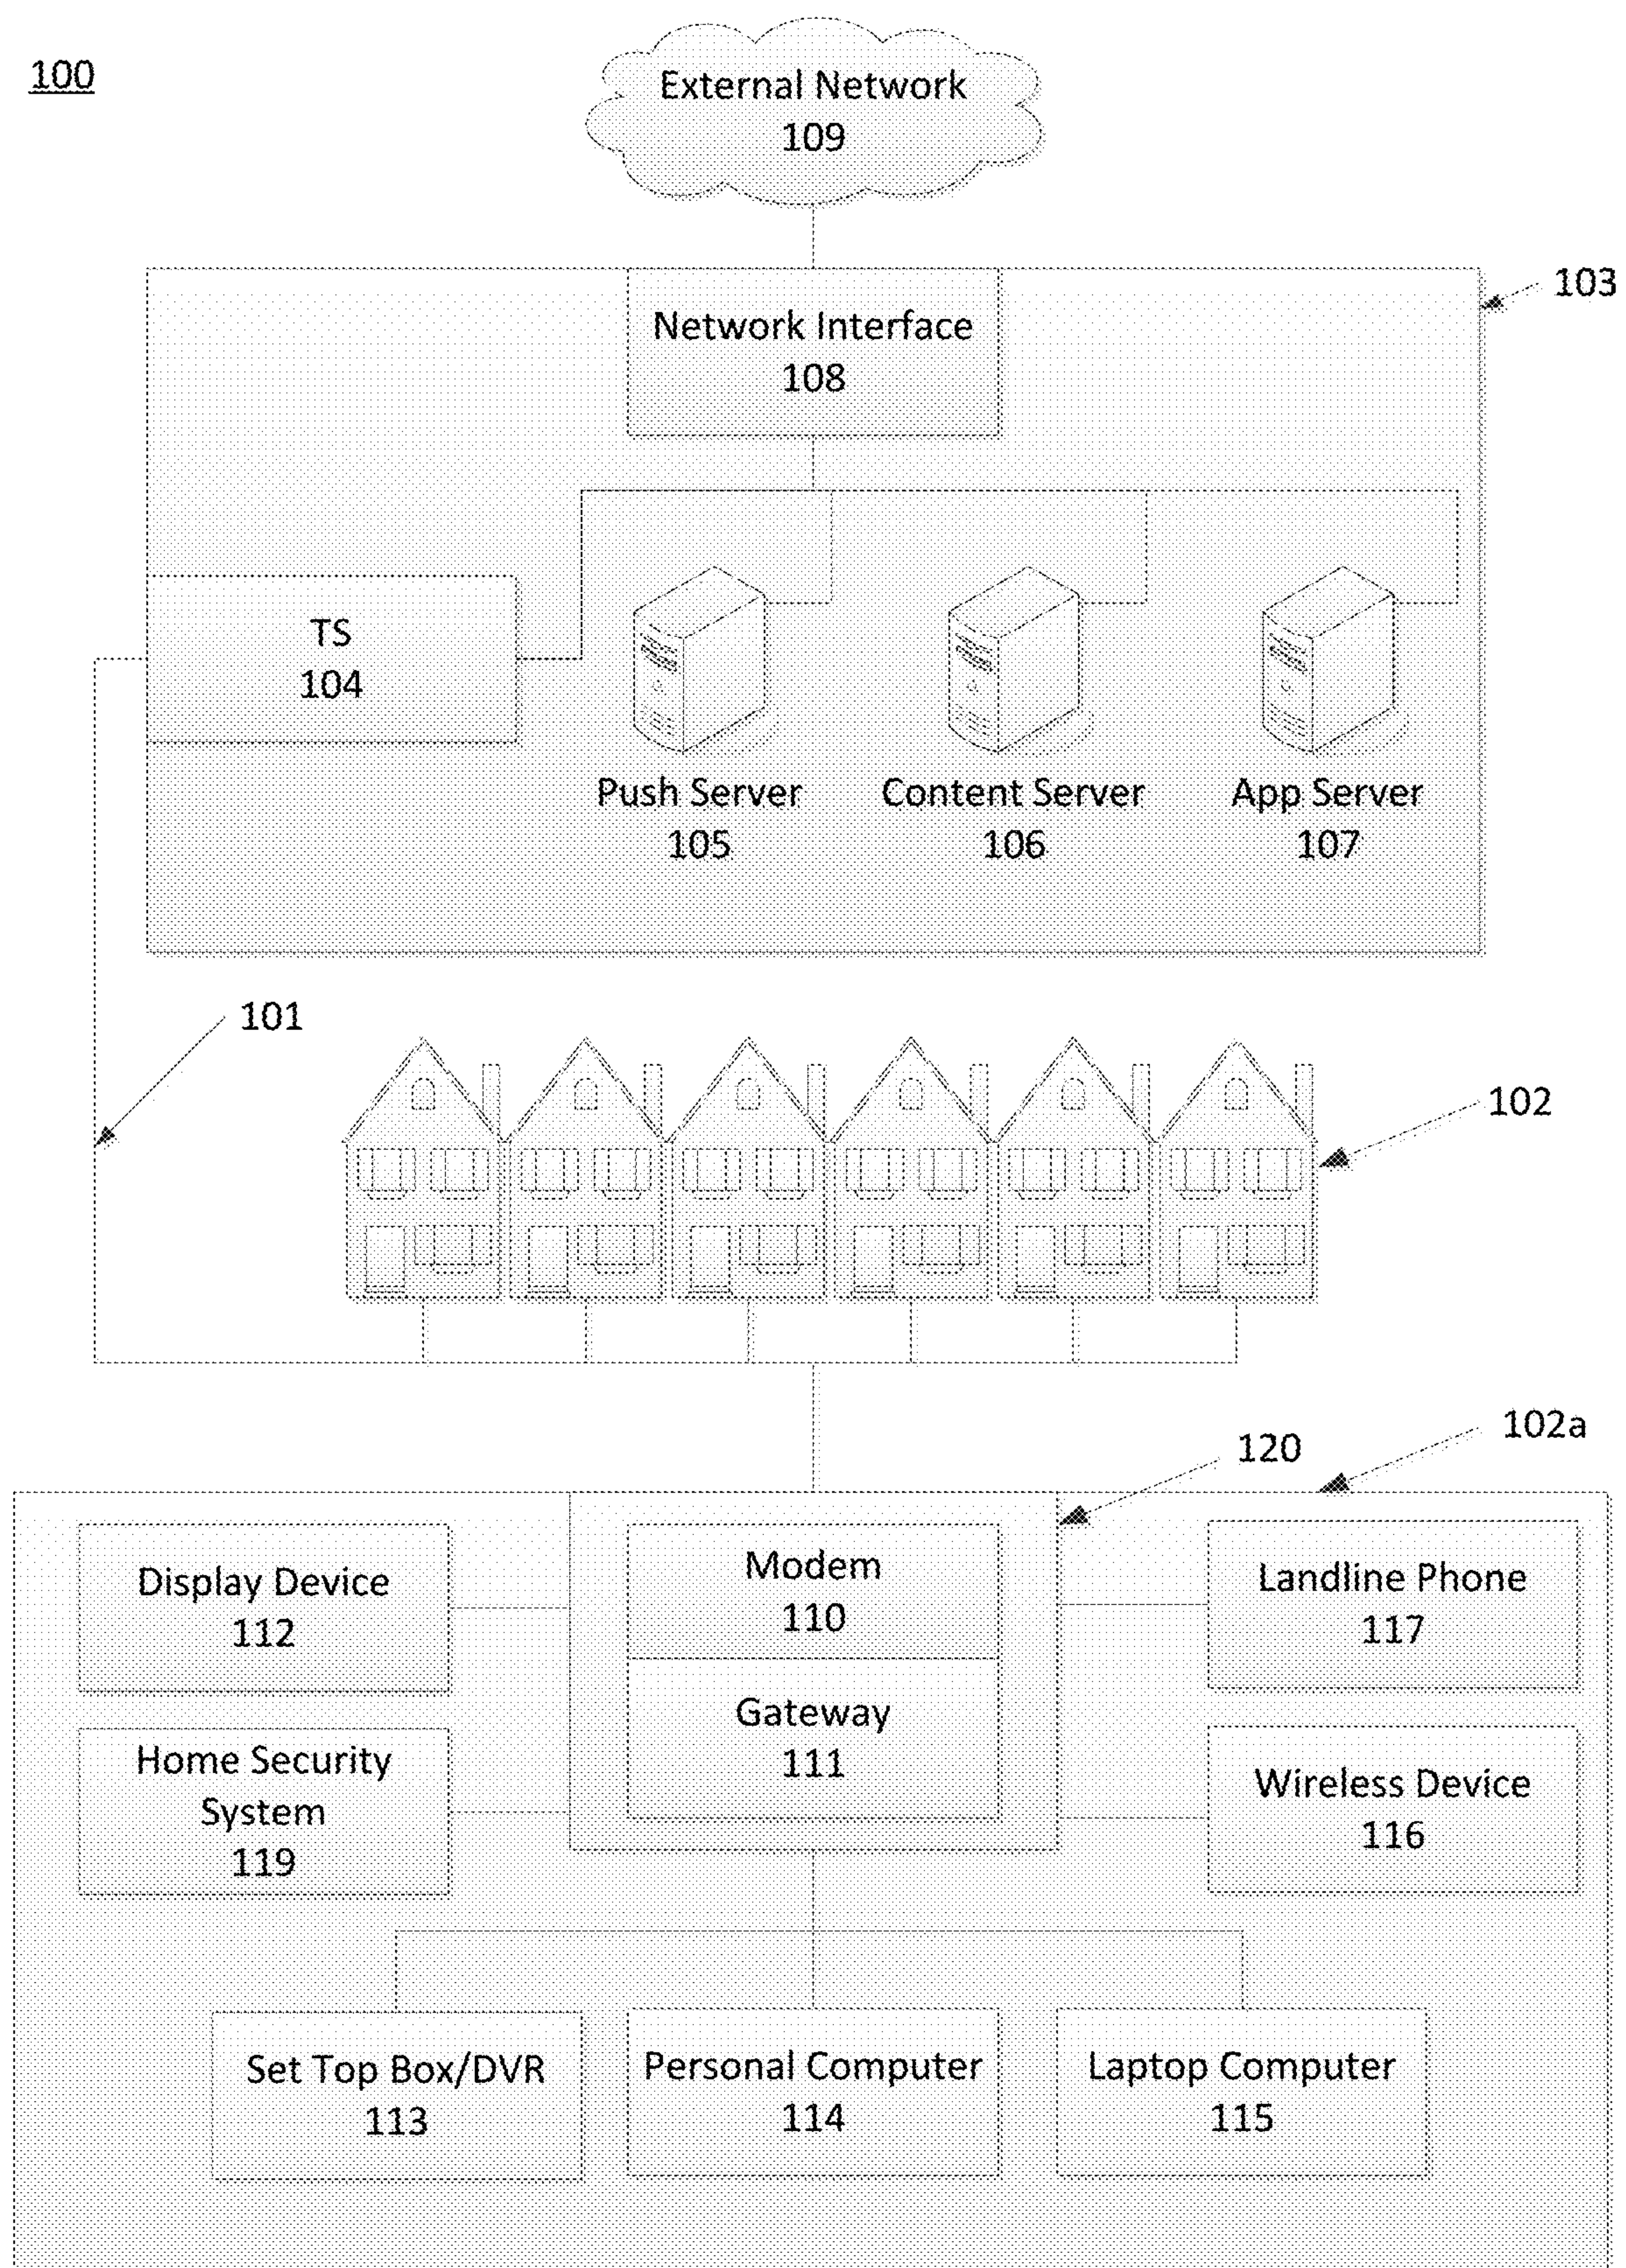 100
External Network
109
103
Network Interface
108
TS
104
Push Server
105
Content Server
106
App Server
107
101
102
102a
120
Display Device
112
Modem
110
Landline Phone
117
Gateway
111
Home Security
System
119
Wireless Device
116
Set Top Box/DVR
113
Personal Computer
114
Laptop Computer
115